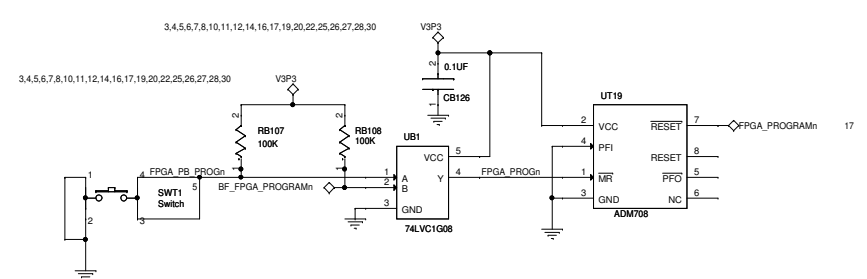 3,4,5,6,7,8,10,11,12,14,16,17,19,20,22,25,26,27,28,30
V3P3
3,4,5,6,7,8,10,11,12,14,16,17,19,20,22,25,26,27,28,30
V3P3
2
0.1UF
1
CB126
UT19
2
RB107
100K
1
2
RB108
100K
1
UB1
2 VCC RESET 7 FPGA_PROGRAMn 17
4 PFI
RESET 8
VCC 5
1 4 FPGA_PB_PROGn 1 A Y 4 FPGA_PROGn 1 MR PFO 5
5 BF_FPGA_PROGRAMn 2 B
SWT1
Switch
2 3
3 GND
3 GND NC 6
74LVC1G08
ADM708